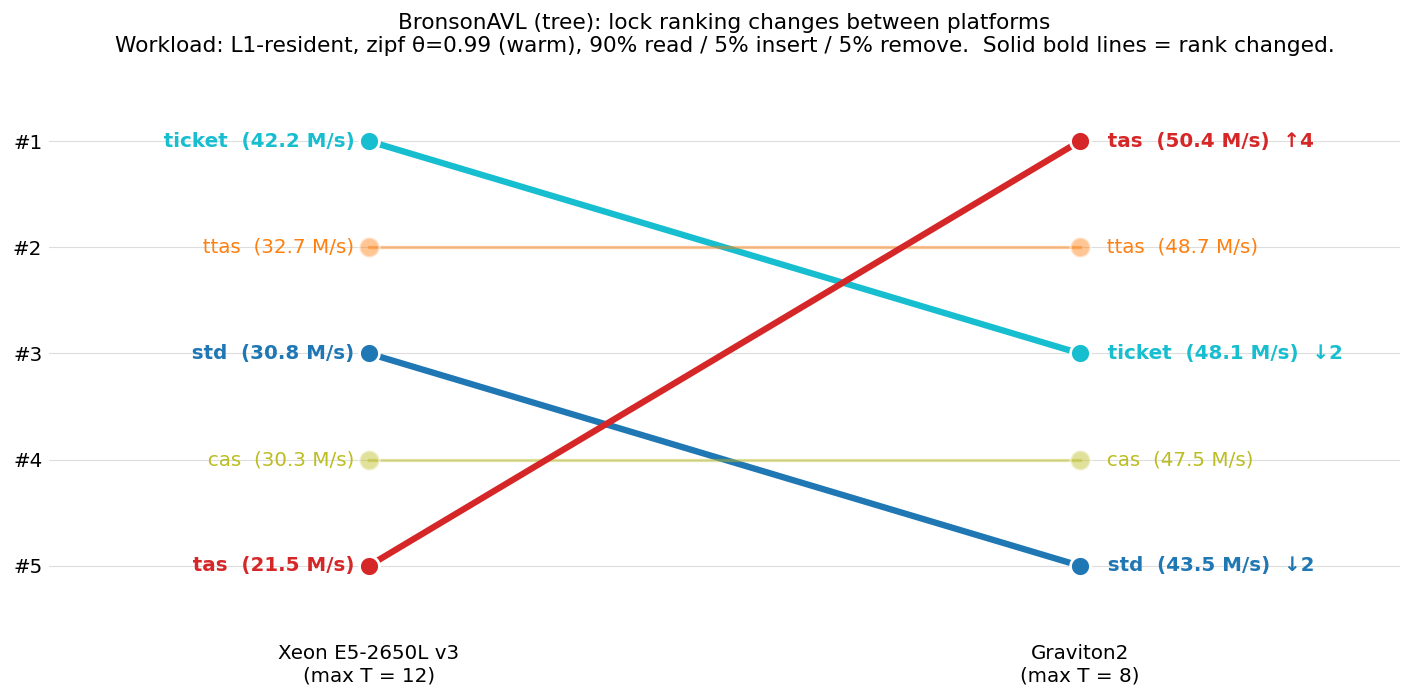 BronsonAVL (tree): lock ranking changes between platforms
Workload: L1-resident, zipf θ=0.99 (warm), 90% read / 5% insert / 5% remove.  Solid bold lines = rank changed.
#1 ticket (42.2 M/s) tas (50.4 M/s) ↑4
#2 ttas (32.7 M/s) ttas (48.7 M/s)
#3 std (30.8 M/s) ticket (48.1 M/s) ↓2
#4 cas (30.3 M/s) cas (47.5 M/s)
#5 tas (21.5 M/s) std (43.5 M/s) ↓2
Xeon E5-2650L v3 Graviton2
(max T = 12) (max T = 8)